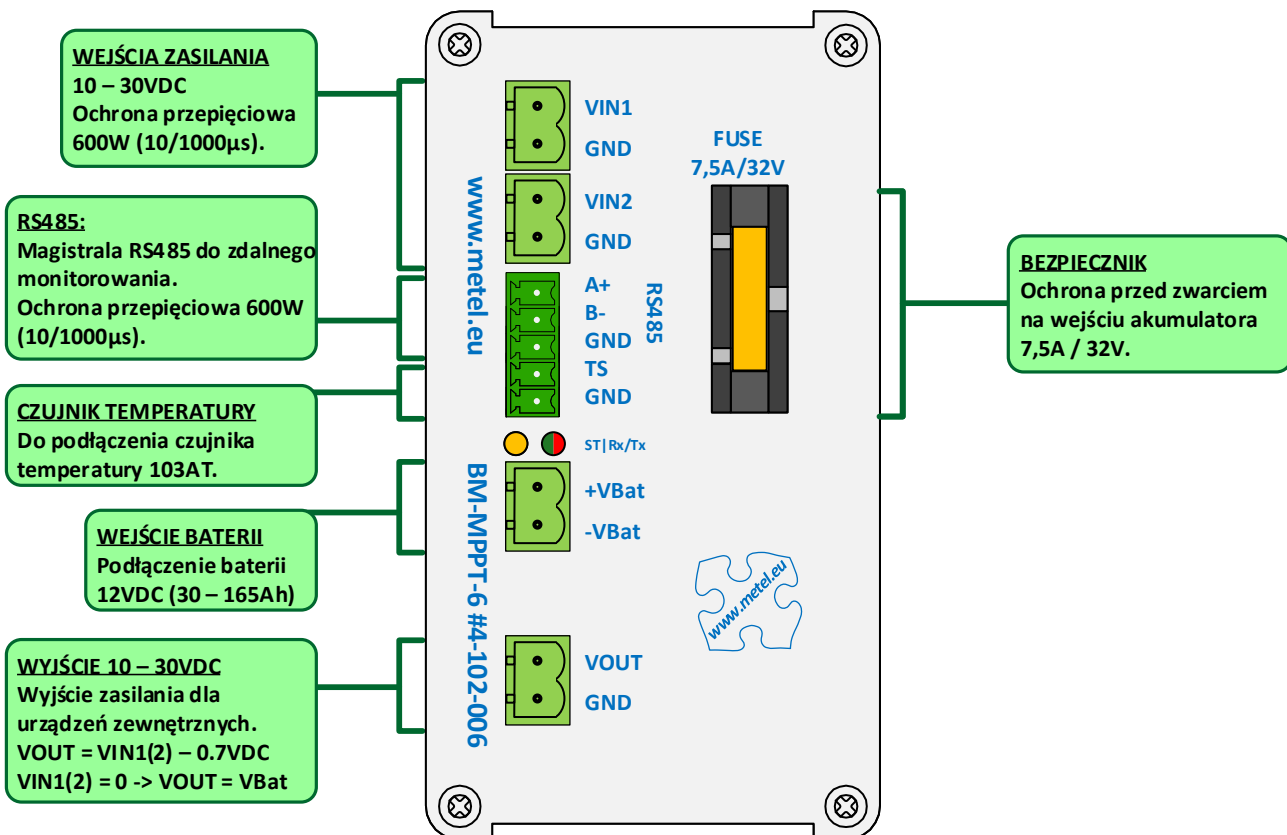 WEJŚCIA ZASILANIA
10 – 30VDC
Ochrona przepięciowa
600W (10/1000µs).
RS485:
Magistrala RS485 do zdalnego
monitorowania.
Ochrona przepięciowa 600W
(10/1000µs).
CZUJNIK TEMPERATURY
Do podłączenia czujnika
temperatury 103AT.
WEJŚCIE BATERII
Podłączenie baterii
12VDC (30 – 165Ah)
WYJŚCIE 10 – 30VDC
Wyjście zasilania dla
urządzeń zewnętrznych.
VOUT = VIN1(2) – 0.7VDC
VIN1(2) = 0 -> VOUT = VBat
www.metel.eu
BM-MPPT-6 #4-102-006
VIN1
GND
VIN2
GND
A+
B-
GND
TS
GND
RS485
ST|Rx/Tx
+VBat
-VBat
VOUT
GND
FUSE
7,5A/32V
www.metel.eu
BEZPIECZNIK
Ochrona przed zwarciem
na wejściu akumulatora
7,5A / 32V.